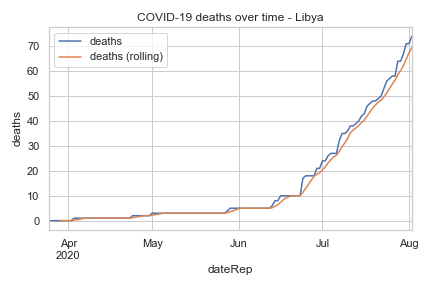 COVID-19 deaths over time - Libya
deaths
deaths (rolling)
deaths
70
60
50
40
30
20
10
0
Apr May Jun Jul Aug
2020
dateRep